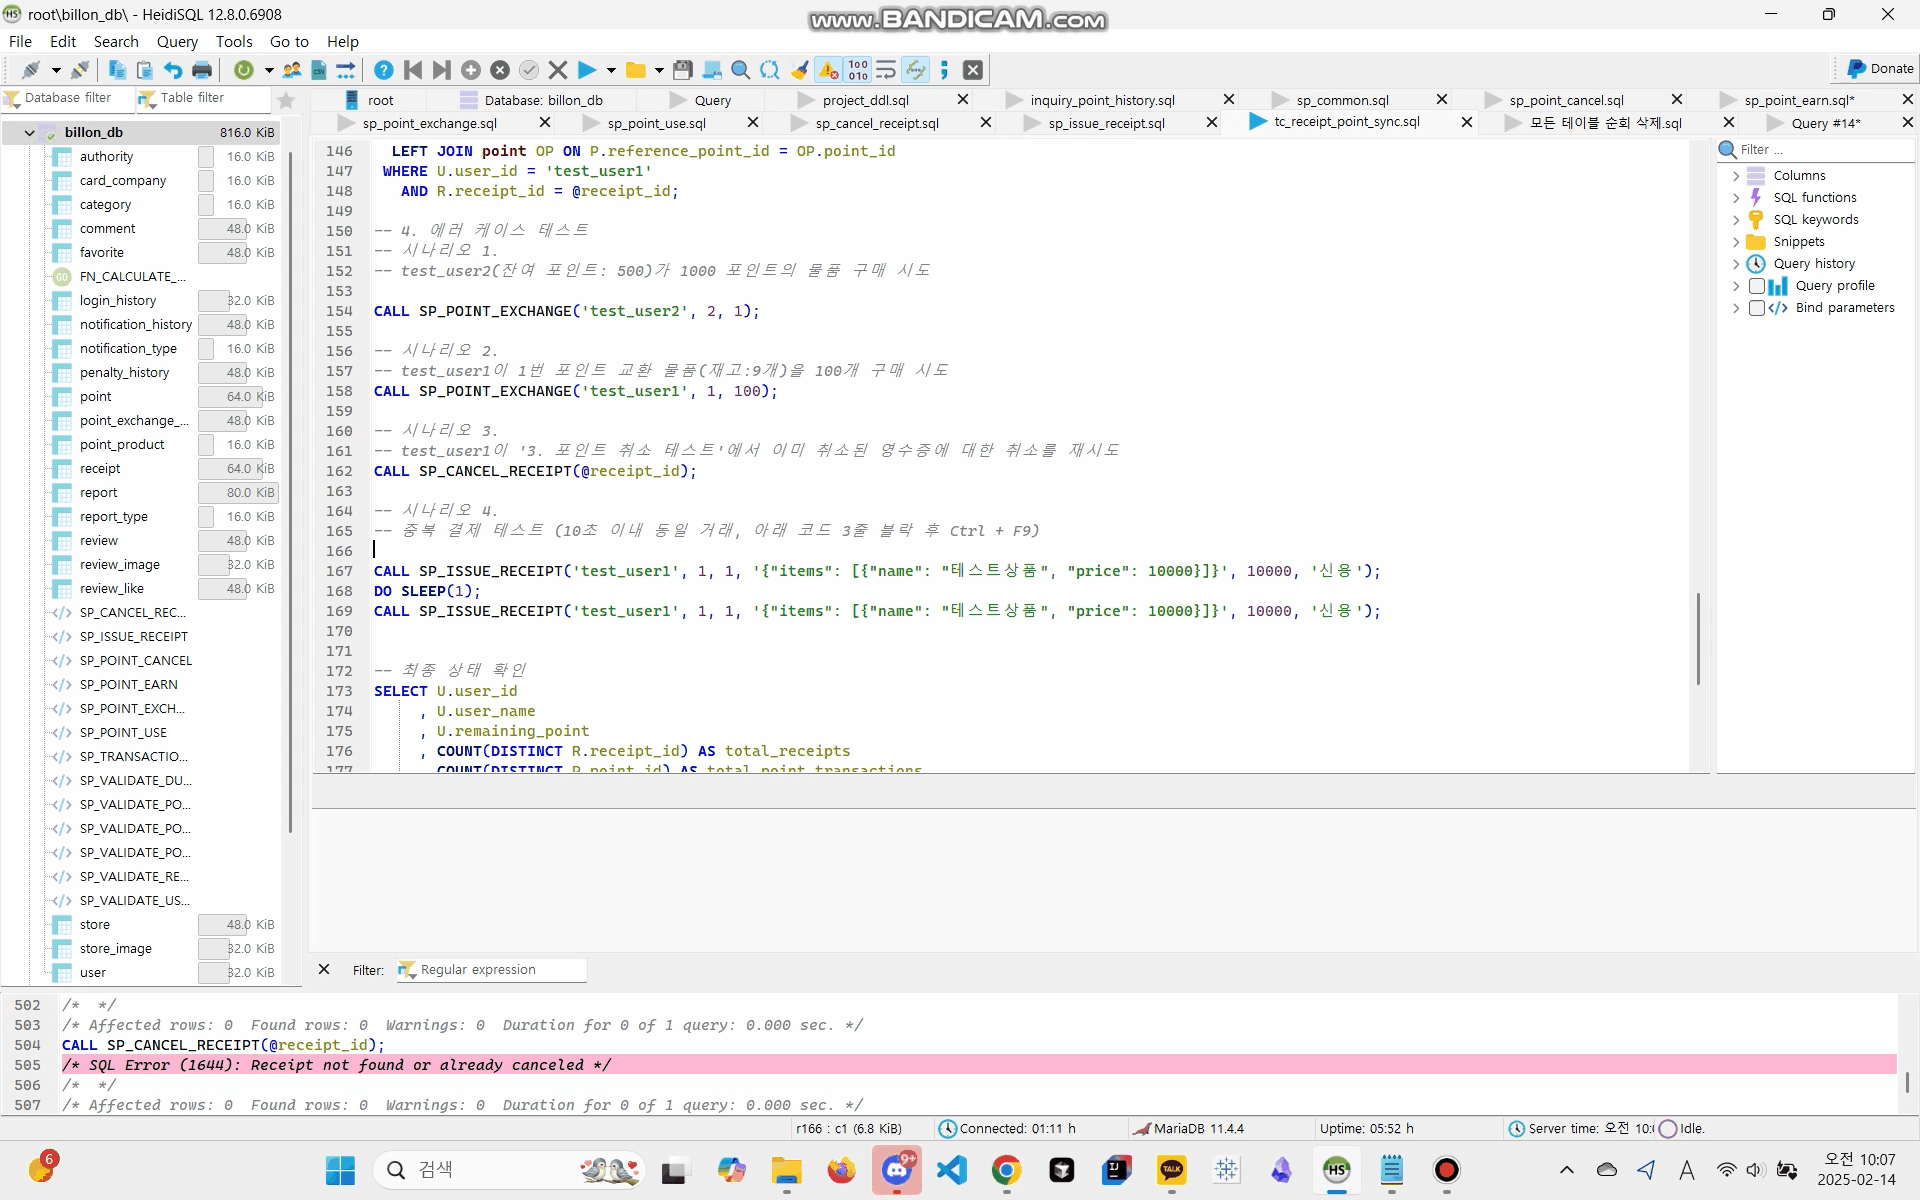 root\billon_db\ - HeidiSQL 12.8.0.6908
www.BANDICAM.com
File Edit Search Query Tools Go to Help
Donate
Database filter Table filter
root Database: billon_db Query project_ddl.sql inquiry_point_history.sql sp_common.sql sp_point_cancel.sql sp_point_earn.sql*
sp_point_exchange.sql sp_point_use.sql sp_cancel_receipt.sql sp_issue_receipt.sql tc_receipt_point_sync.sql 모든 테이블 순회 삭제.sql Query #14*
billon_db 816.0 KiB
authority 16.0 KiB
card_company 16.0 KiB
category 16.0 KiB
comment 48.0 KiB
favorite 48.0 KiB
FN_CALCULATE_...
login_history 32.0 KiB
notification_history 48.0 KiB
notification_type 16.0 KiB
penalty_history 48.0 KiB
point 64.0 KiB
point_exchange_... 48.0 KiB
point_product 16.0 KiB
receipt 64.0 KiB
report 80.0 KiB
report_type 16.0 KiB
review 48.0 KiB
review_image 32.0 KiB
review_like 48.0 KiB
SP_CANCEL_REC...
SP_ISSUE_RECEIPT
SP_POINT_CANCEL
SP_POINT_EARN
SP_POINT_EXCH...
SP_POINT_USE
SP_TRANSACTIO...
SP_VALIDATE_DU...
SP_VALIDATE_PO...
SP_VALIDATE_PO...
SP_VALIDATE_PO...
SP_VALIDATE_RE...
SP_VALIDATE_US...
store 48.0 KiB
store_image 32.0 KiB
user 32.0 KiB
146 LEFT JOIN point OP ON P.reference_point_id = OP.point_id
147 WHERE U.user_id = 'test_user1'
148 AND R.receipt_id = @receipt_id;
149
150 -- 4. 에러 케이스 테스트
151 -- 시나리오 1.
152 -- test_user2(잔여 포인트: 500)가 1000 포인트의 물품 구매 시도
153
154 CALL SP_POINT_EXCHANGE('test_user2', 2, 1);
155
156 -- 시나리오 2.
157 -- test_user1이 1번 포인트 교환 물품(재고:9개)을 100개 구매 시도
158 CALL SP_POINT_EXCHANGE('test_user1', 1, 100);
159
160 -- 시나리오 3.
161 -- test_user1이 '3. 포인트 취소 테스트'에서 이미 취소된 영수증에 대한 취소를 재시도
162 CALL SP_CANCEL_RECEIPT(@receipt_id);
163
164 -- 시나리오 4.
165 -- 중복 결제 테스트 (10초 이내 동일 거래, 아래 코드 3줄 블락 후 Ctrl + F9)
166
167 CALL SP_ISSUE_RECEIPT('test_user1', 1, 1, '{"items": [{"name": "테스트상품", "price": 10000}]}', 10000, '신용');
168 DO SLEEP(1);
169 CALL SP_ISSUE_RECEIPT('test_user1', 1, 1, '{"items": [{"name": "테스트상품", "price": 10000}]}', 10000, '신용');
170
171
172 -- 최종 상태 확인
173 SELECT U.user_id
174 , U.user_name
175 , U.remaining_point
176 , COUNT(DISTINCT R.receipt_id) AS total_receipts
177 COUNT(DISTINCT P.point_id) AS total_point_transactions
Filter ...
Columns
SQL functions
SQL keywords
Snippets
Query history
Query profile
Bind parameters
Filter: Regular expression
502 /* */
503 /* Affected rows: 0 Found rows: 0 Warnings: 0 Duration for 0 of 1 query: 0.000 sec. */
504 CALL SP_CANCEL_RECEIPT(@receipt_id);
505 /* SQL Error (1644): Receipt not found or already canceled */
506 /* */
507 /* Affected rows: 0 Found rows: 0 Warnings: 0 Duration for 0 of 1 query: 0.000 sec. */
r166 : c1 (6.8 KiB) Connected: 01:11 h MariaDB 11.4.4 Uptime: 05:52 h Server time: 오전 10:0 Idle.
6
검색
9+
TALK
IJ
HS
A
오전 10:07
2025-02-14